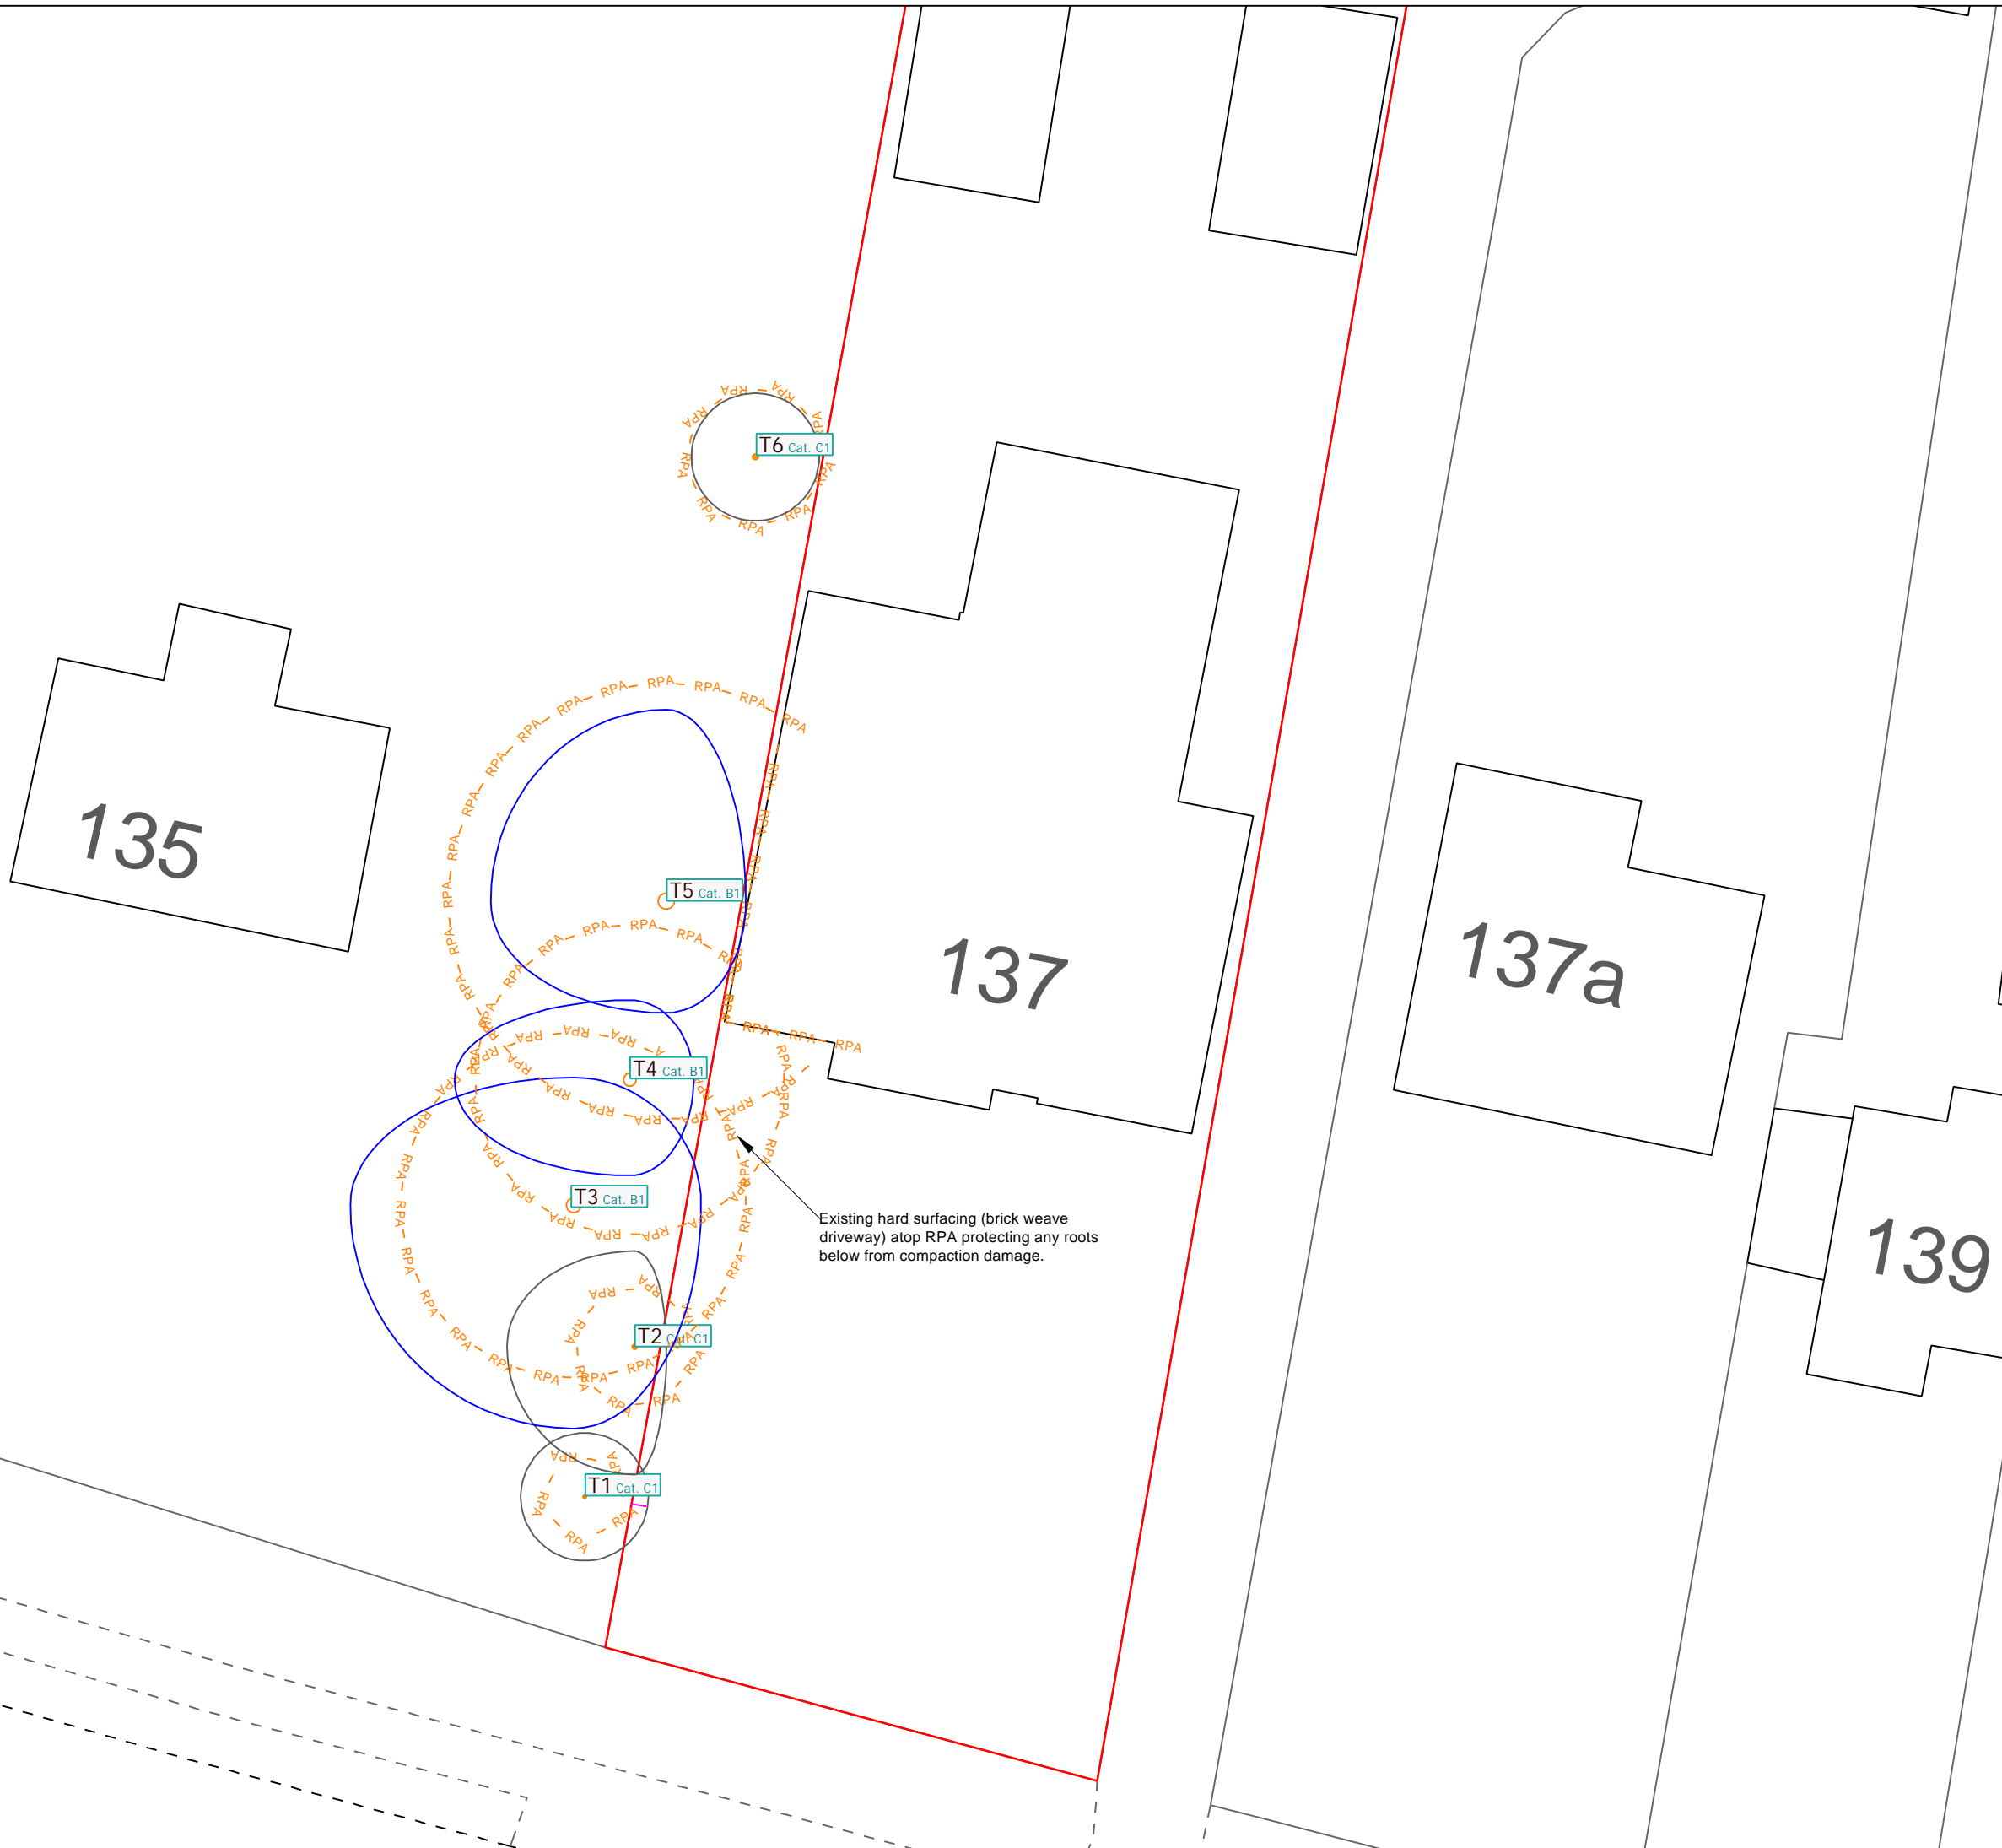 T6 Cat. C1
135
T5 Cat. B1
137
137a
T4 Cat. B1
T3 Cat. B1
Existing hard surfacing (brick weave
driveway) atop RPA protecting any roots
below from compaction damage.
139
T2 Cat. C1
T1 Cat. C1
RPA